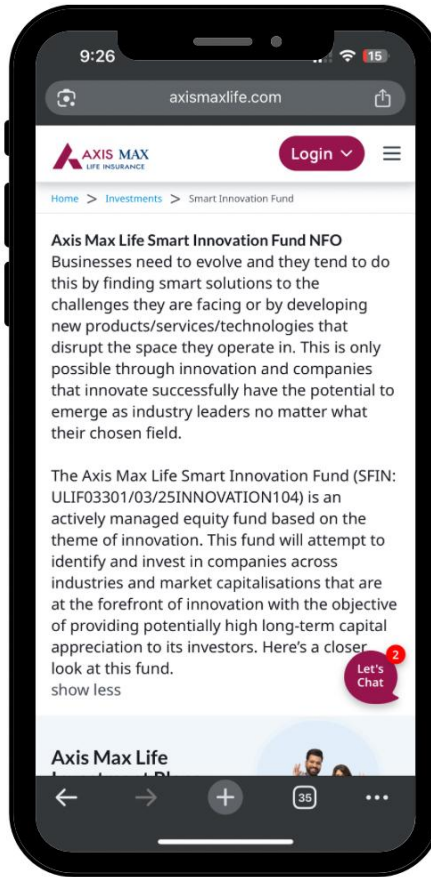 9:26
15
axismaxlife.com
AXIS MAX
LIFE INSURANCE
Login
Home > Investments > Smart Innovation Fund
Axis Max Life Smart Innovation Fund NFO
Businesses need to evolve and they tend to do
this by finding smart solutions to the
challenges they are facing or by developing
new products/services/technologies that
disrupt the space they operate in. This is only
possible through innovation and companies
that innovate successfully have the potential to
emerge as industry leaders no matter what
their chosen field.
The Axis Max Life Smart Innovation Fund (SFIN:
ULIF03301/03/25INNOVATION104) is an
actively managed equity fund based on the
theme of innovation. This fund will attempt to
identify and invest in companies across
industries and market capitalisations that are
at the forefront of innovation with the objective
of providing potentially high long-term capital
appreciation to its investors. Here's a closer
look at this fund.
show less
2
Let's
Chat
Axis Max Life
35